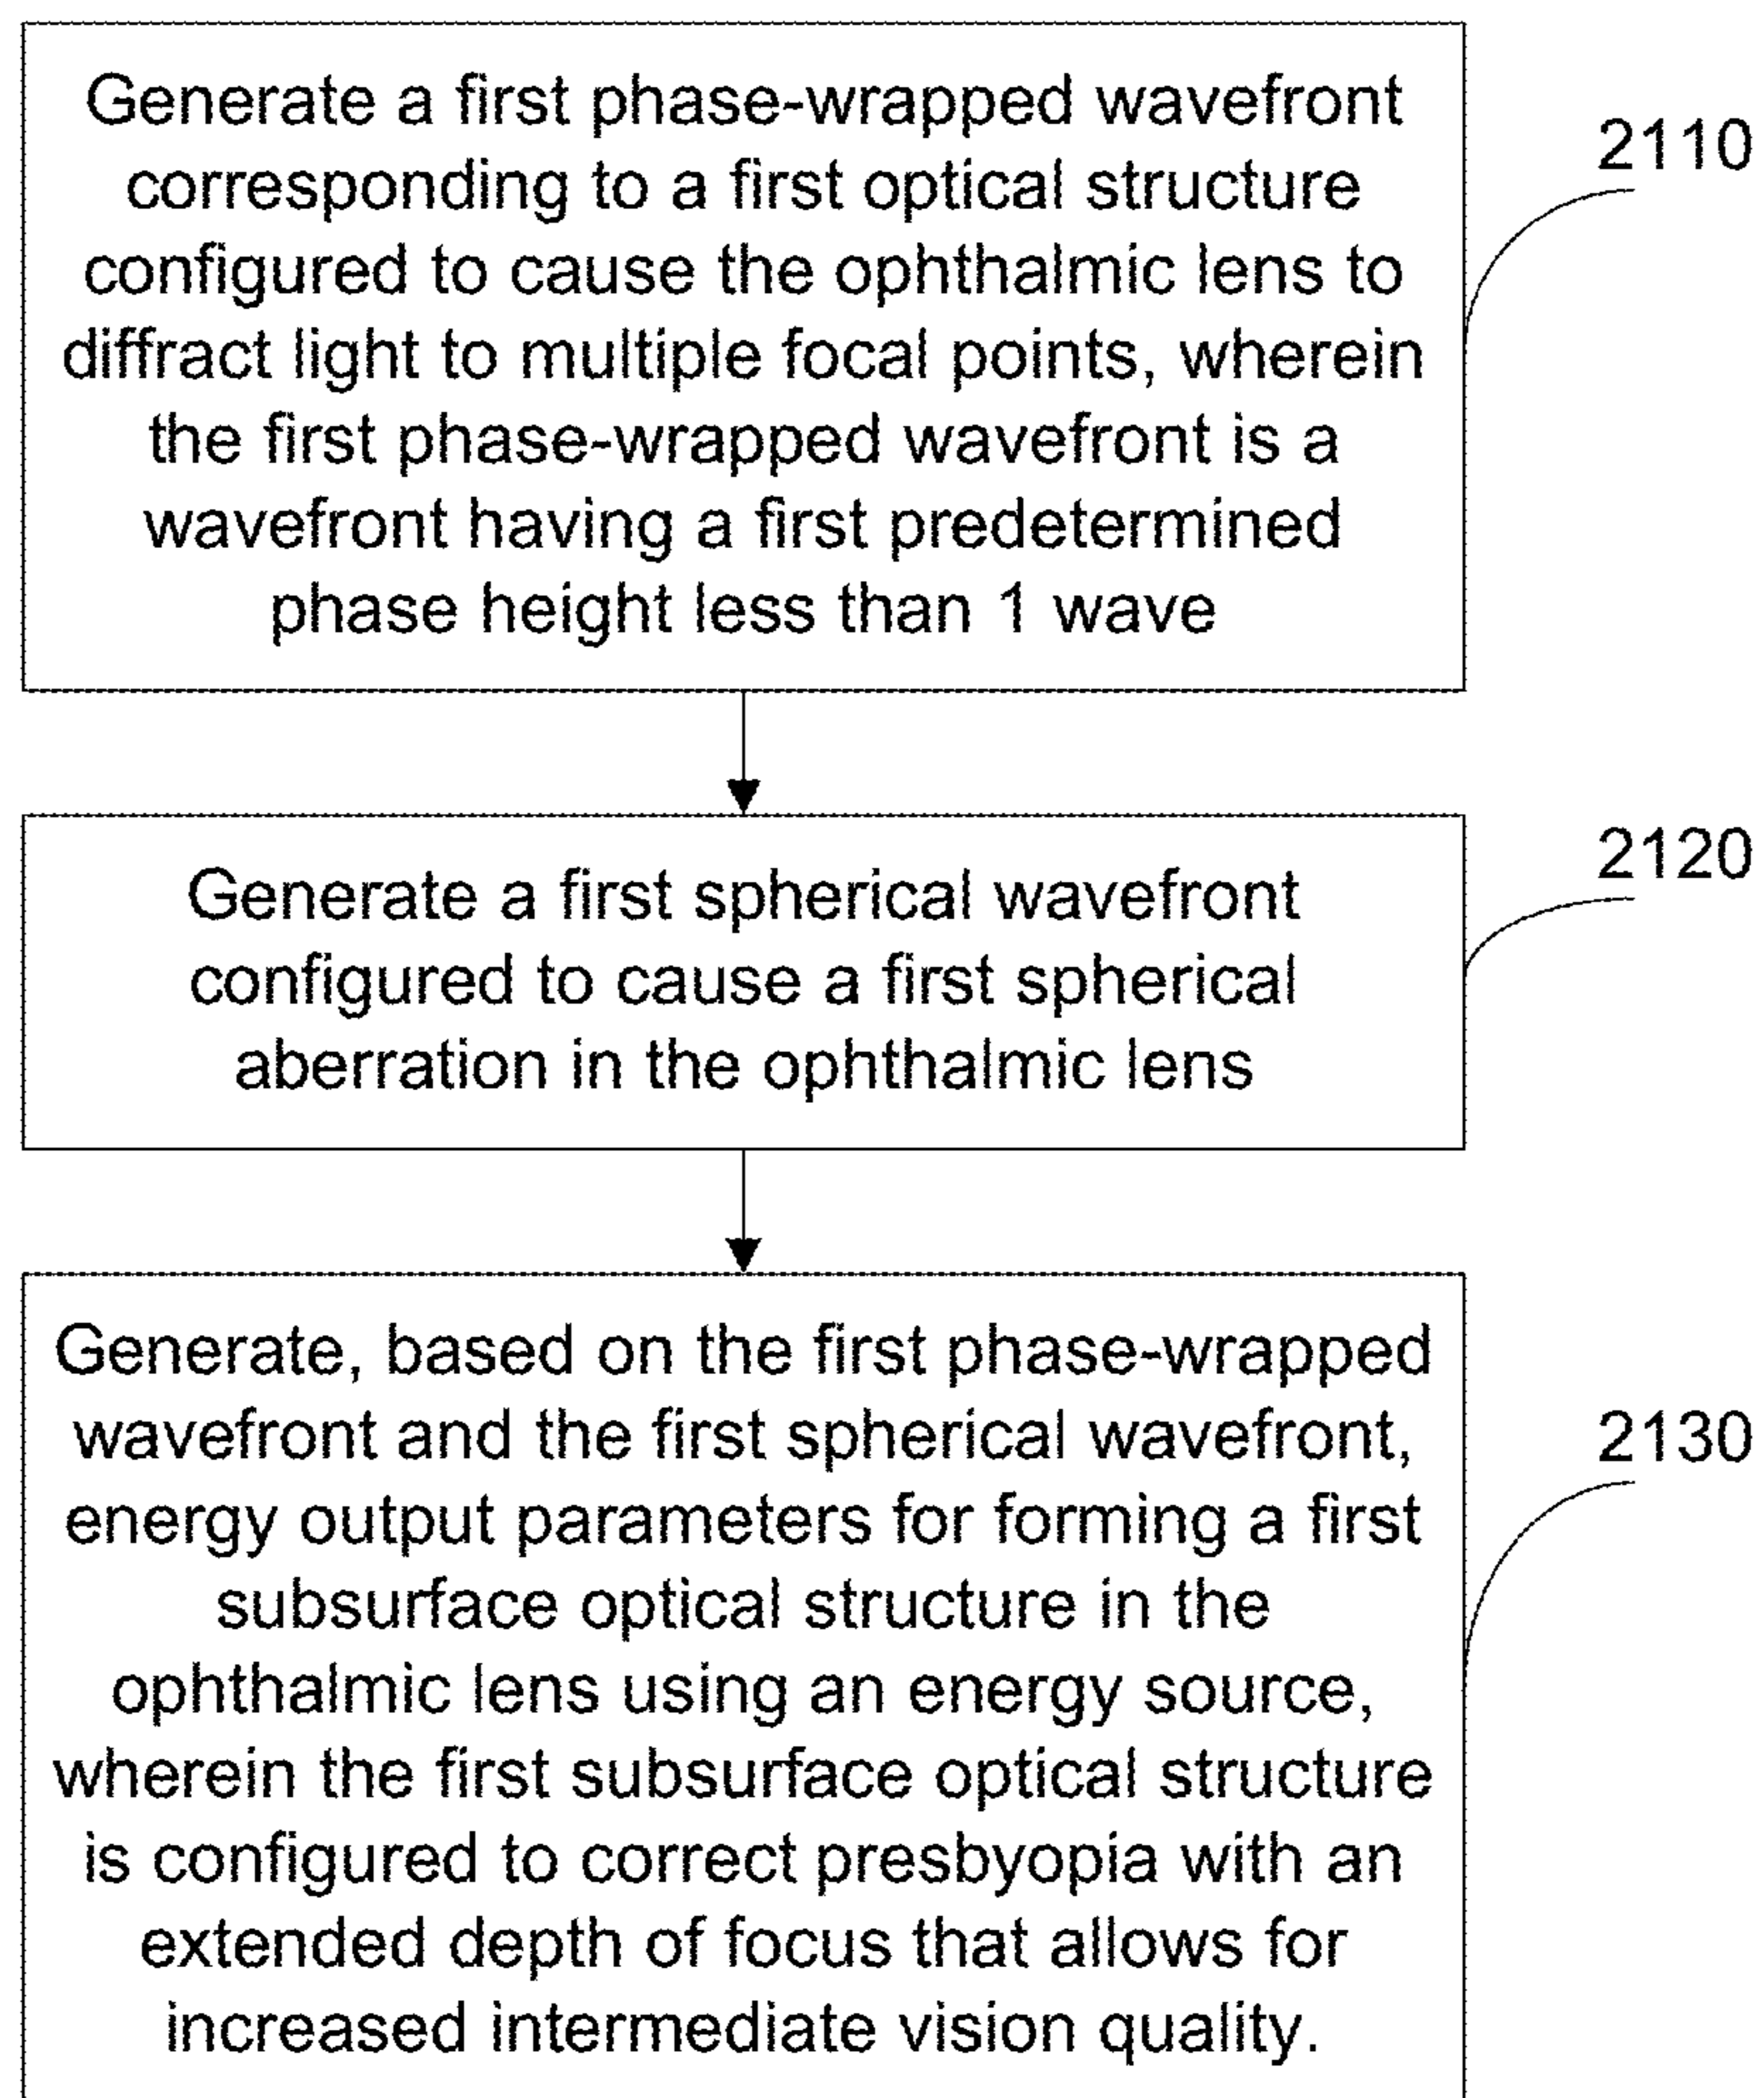 Generate a first phase-wrapped wavefront
corresponding to a first optical structure
configured to cause the ophthalmic lens to
diffract light to multiple focal points, wherein
the first phase-wrapped wavefront is a
wavefront having a first predetermined
phase height less than 1 wave
2110
Generate a first spherical wavefront
configured to cause a first spherical
aberration in the ophthalmic lens
2120
Generate, based on the first phase-wrapped
wavefront and the first spherical wavefront,
energy output parameters for forming a first
subsurface optical structure in the
ophthalmic lens using an energy source,
wherein the first subsurface optical structure
is configured to correct presbyopia with an
extended depth of focus that allows for
increased intermediate vision quality.
2130